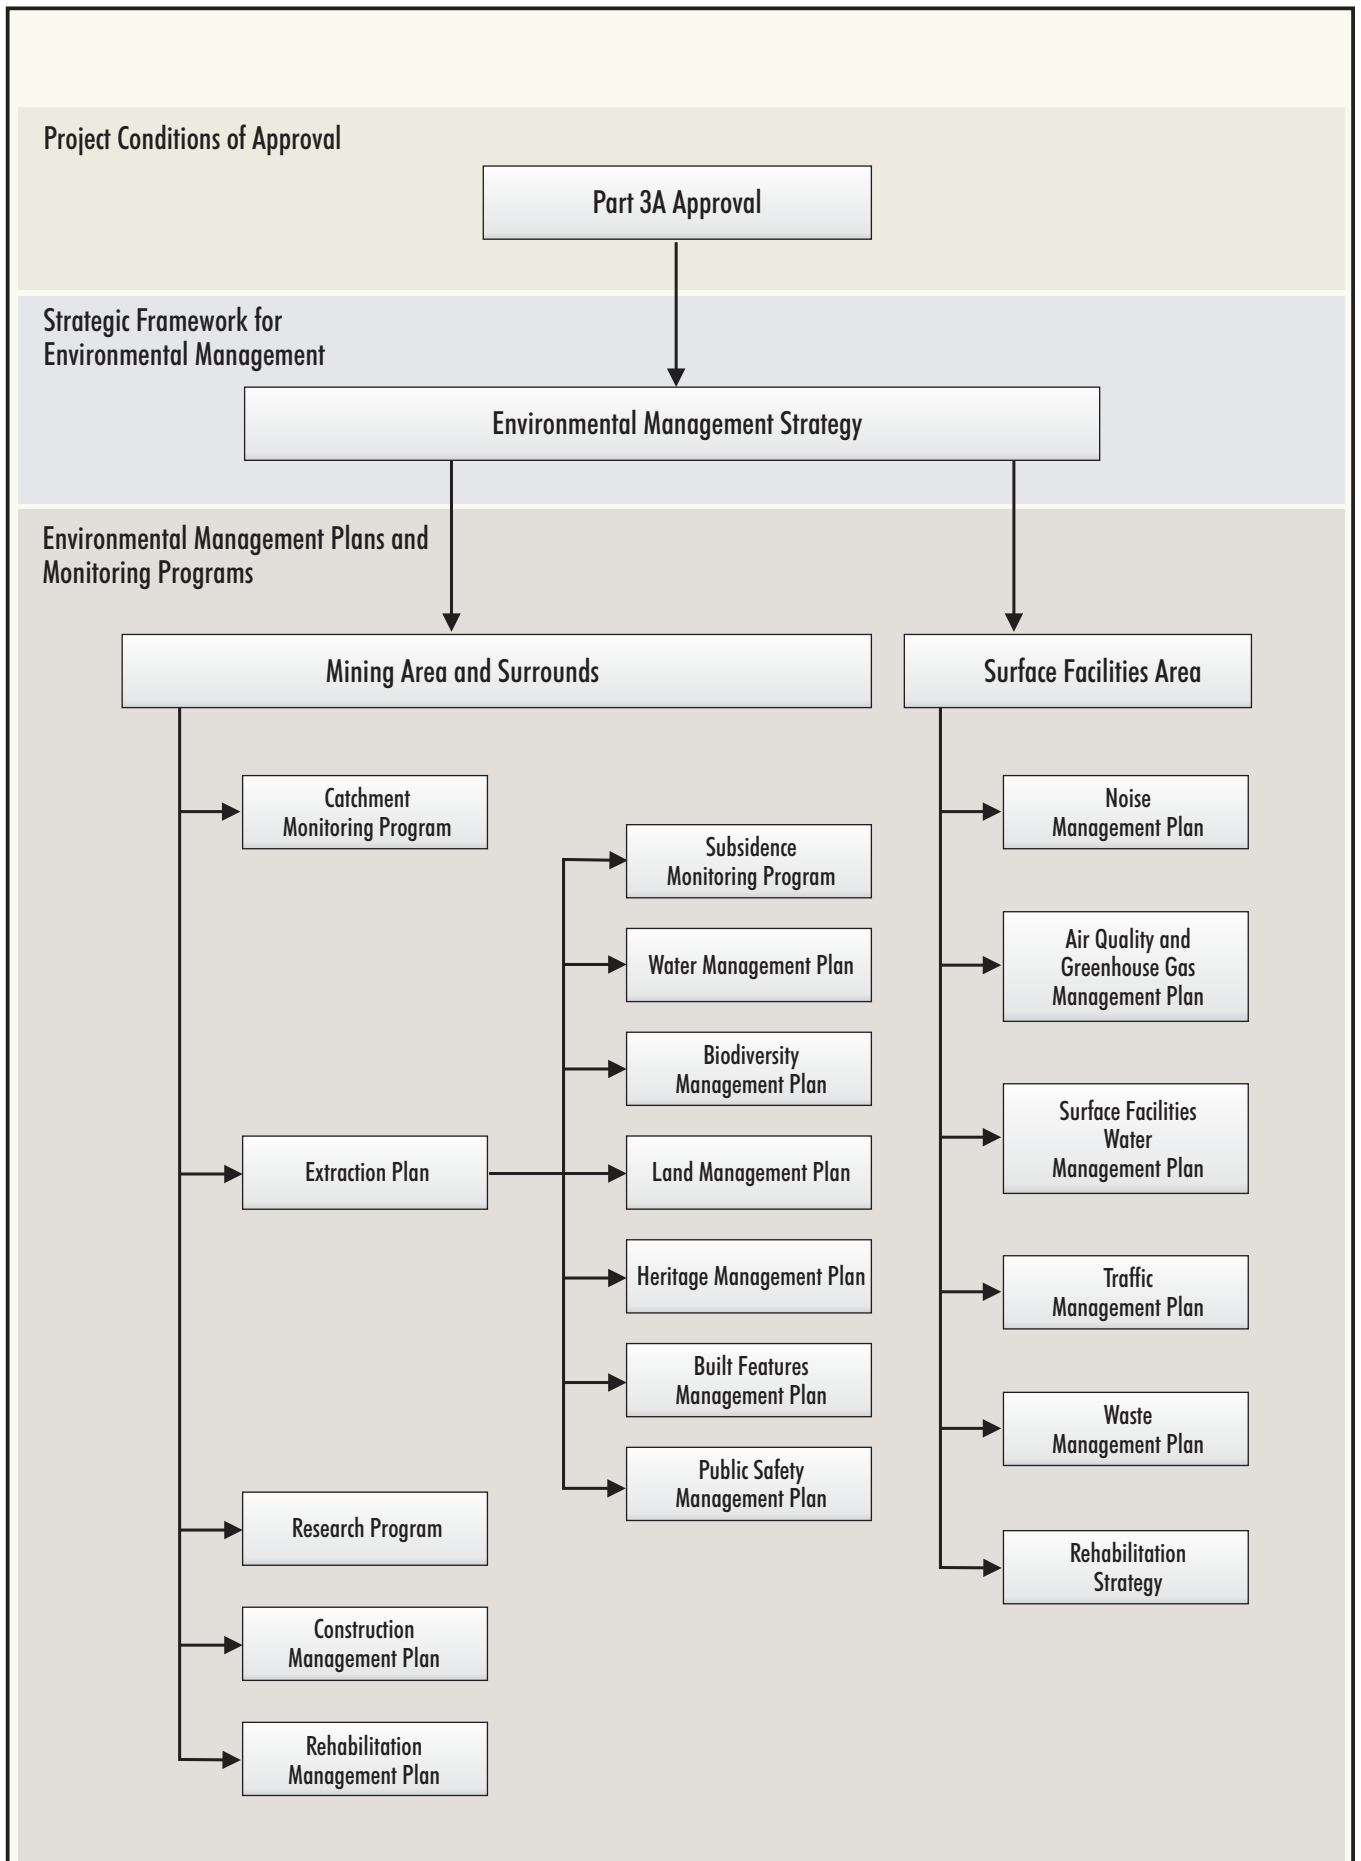 Project Conditions of Approval
Part 3A Approval
Strategic Framework for
Environmental Management
Environmental Management Strategy
Environmental Management Plans and
Monitoring Programs
Mining Area and Surrounds
Catchment
Monitoring Program
Extraction Plan
Subsidence
Monitoring Program
Water Management Plan
Biodiversity
Management Plan
Land Management Plan
Heritage Management Plan
Built Features
Management Plan
Public Safety
Management Plan
Research Program
Construction
Management Plan
Rehabilitation
Management Plan
Surface Facilities Area
Noise
Management Plan
Air Quality and
Greenhouse Gas
Management Plan
Surface Facilities
Water
Management Plan
Traffic
Management Plan
Waste
Management Plan
Rehabilitation
Strategy